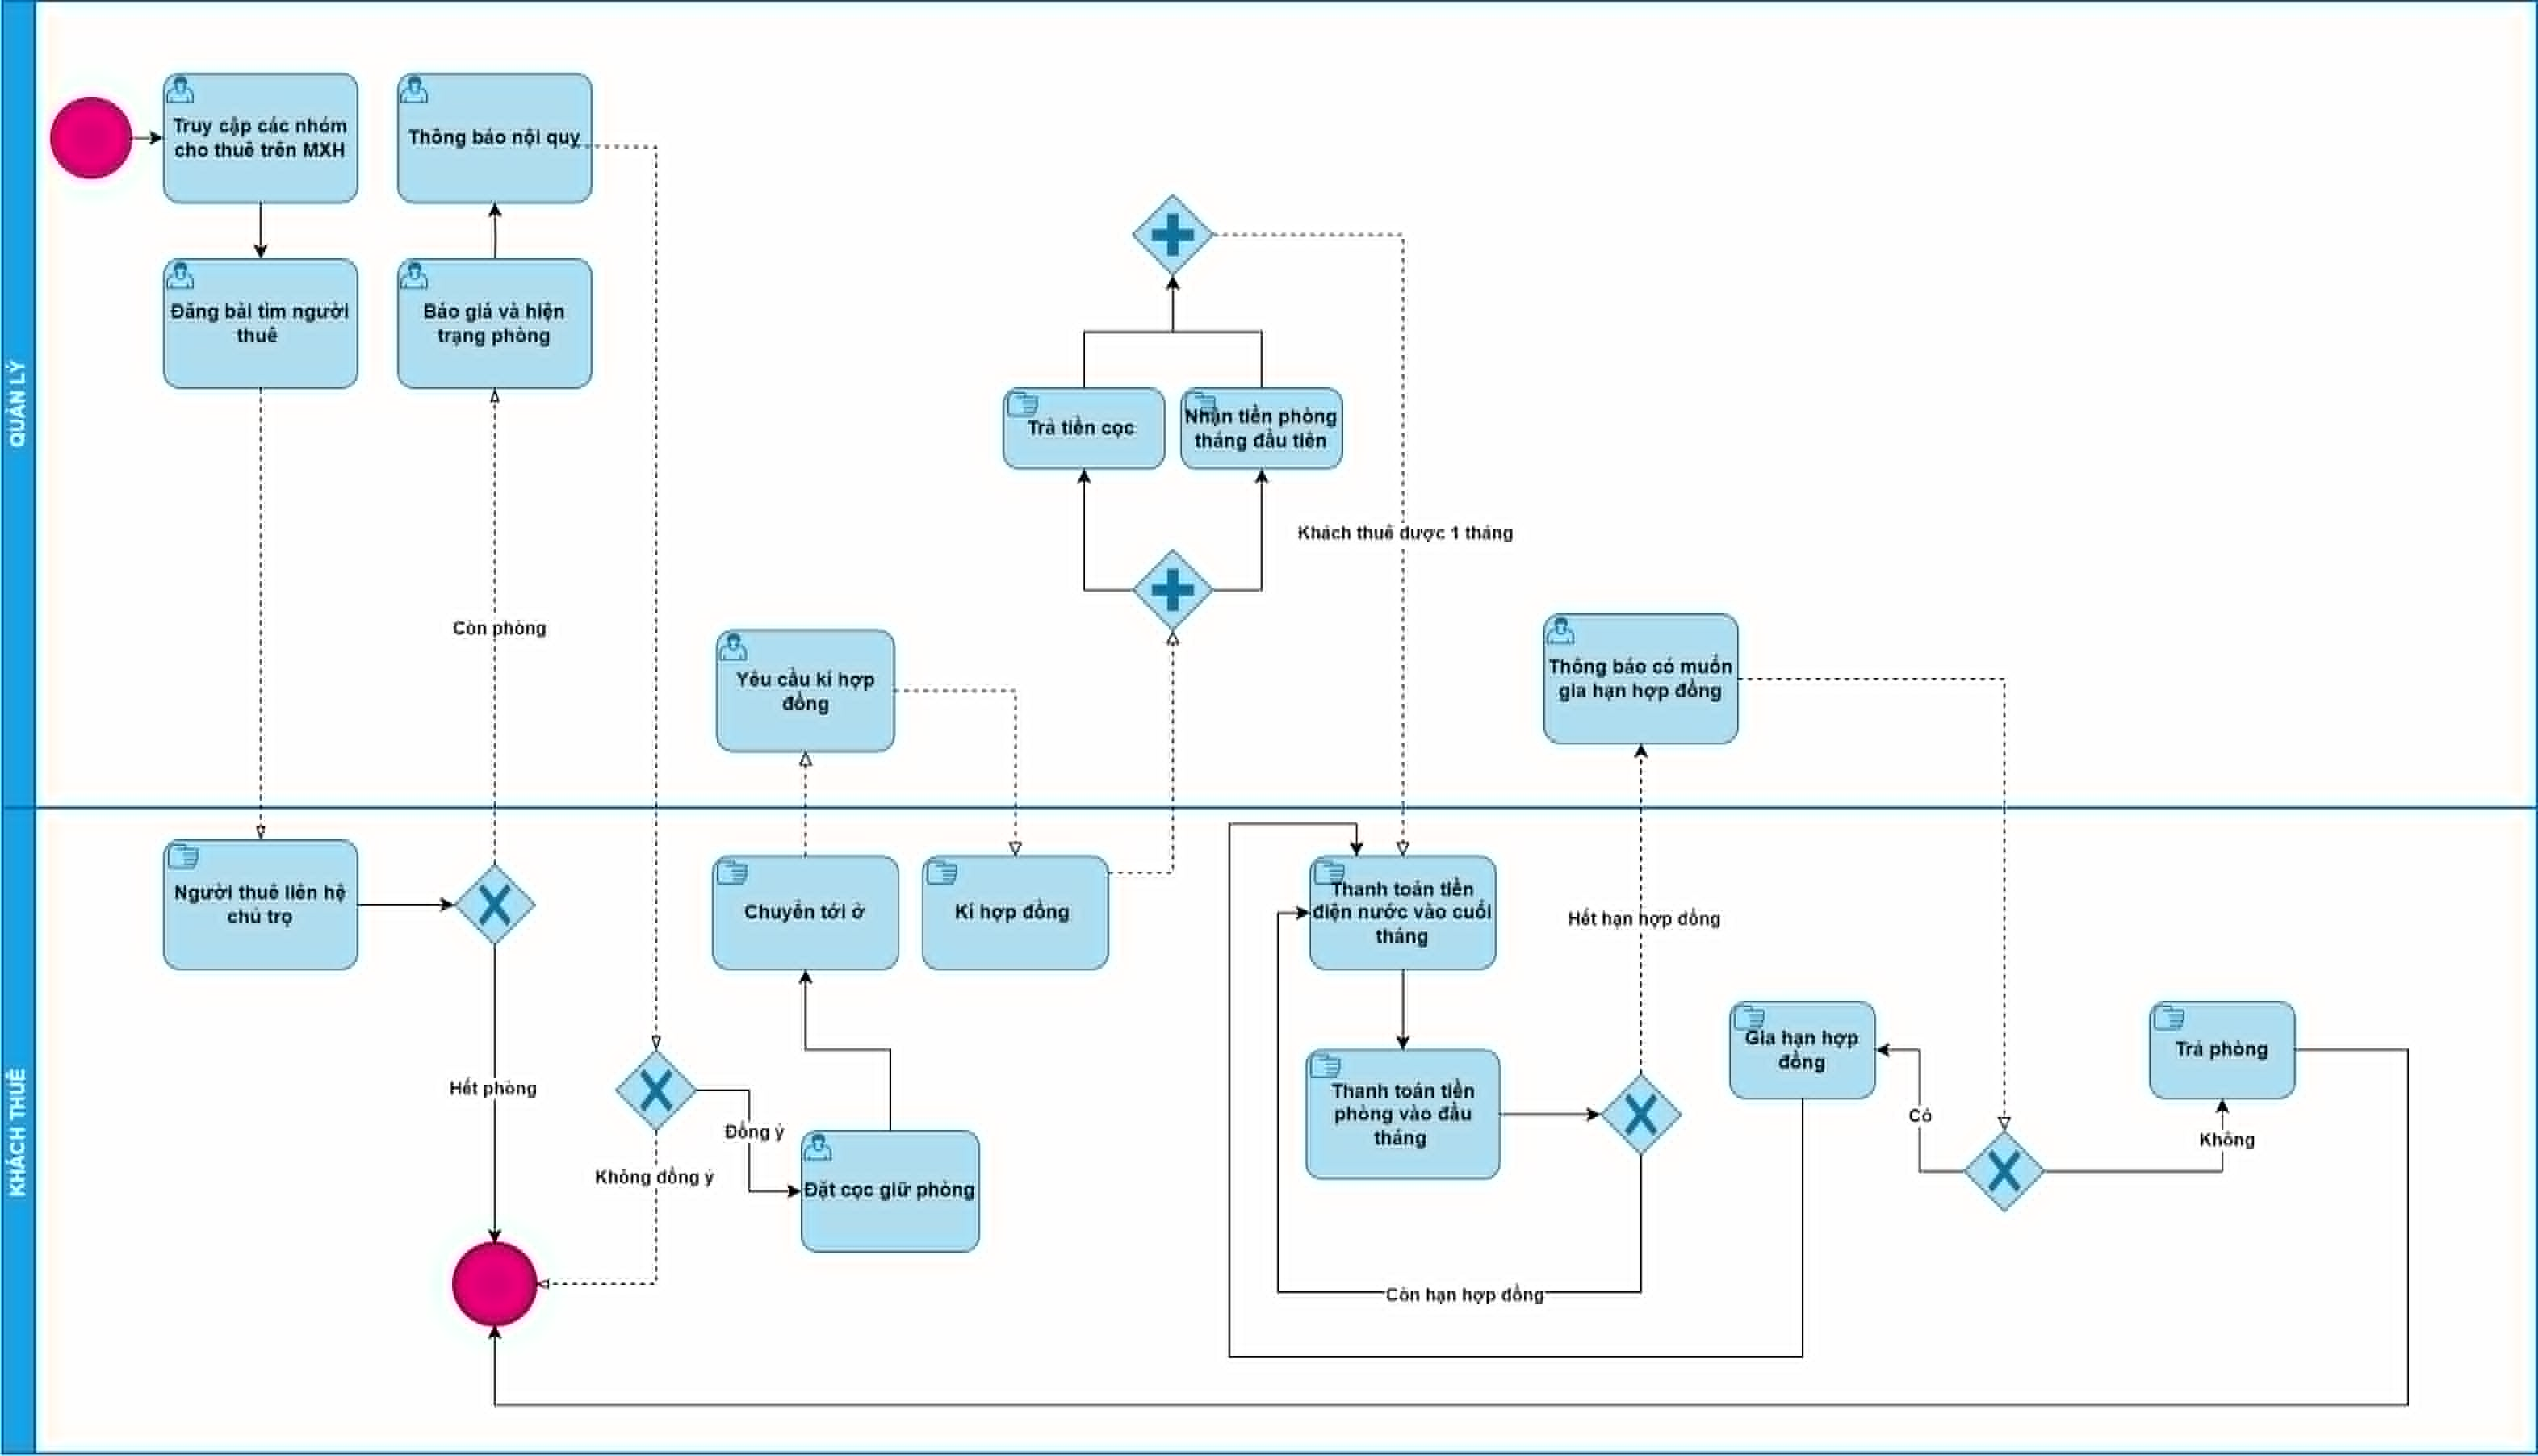 QUẢN LÝ
Truy cập các nhóm
cho thuê trên MXH
Thông báo nội quy
Đăng bài tìm người
thuê
Báo giá và hiện
trạng phòng
Trả tiền cọc
Nhận tiền phòng
tháng đầu tiên
Khách thuê được 1 tháng
Còn phòng
Yêu cầu kí hợp
đồng
Thông báo có muốn
gia hạn hợp đồng
KHÁCH THUÊ
Người thuê liên hệ
chủ trọ
Chuyển tới ở
Kí hợp đồng
Thanh toán tiền
điện nước vào cuối
tháng
Hết hạn hợp đồng
Hết phòng
Đồng ý
Không đồng ý
Đặt cọc giữ phòng
Thanh toán tiền
phòng vào đầu
tháng
Gia hạn hợp
đồng
Trả phòng
Có
Không
Còn hạn hợp đồng